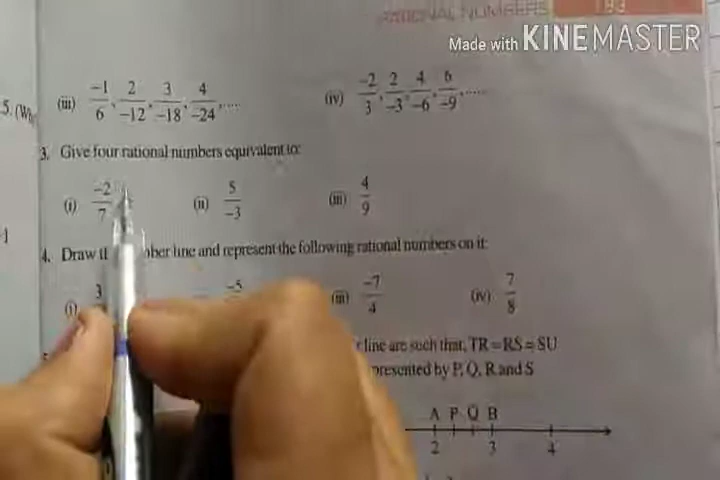 RATIONAL NUMBERS 183
Made with KINEMASTER
5. (Wr
(iii) -1/6, 2/-12, 3/-18, 4/-24, ..... (iv) -2/3, 2/-3, 4/-6, 6/-9, .....
3. Give four rational numbers equivalent to:
(i) -2/7 (ii) 5/-3 (iii) 4/9
4. Draw and represent the following rational numbers on it:
(i) 3 -5 (iii) -7/4 (iv) 7/8
line are such that, TR = RS = SU
presented by P, Q, R and S
A P Q B
2 3 4